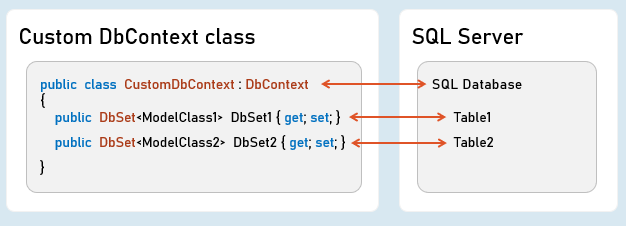 Custom DbContext class
public class CustomDbContext : DbContext
{
public DbSet<ModelClass1> DbSet1 { get; set; }
public DbSet<ModelClass2> DbSet2 { get; set; }
}
SQL Server
SQL Database
Table1
Table2